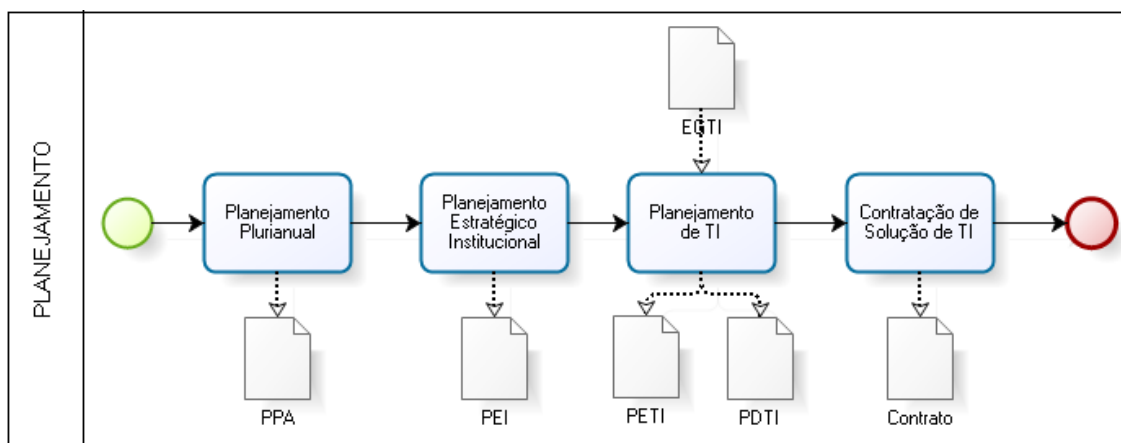 PLANEJAMENTO
EGTI
Planejamento
Plurianual
Planejamento
Estratégico
Institucional
Planejamento
de TI
Contratação de
Solução de TI
PPA
PEI
PETI
PDTI
Contrato